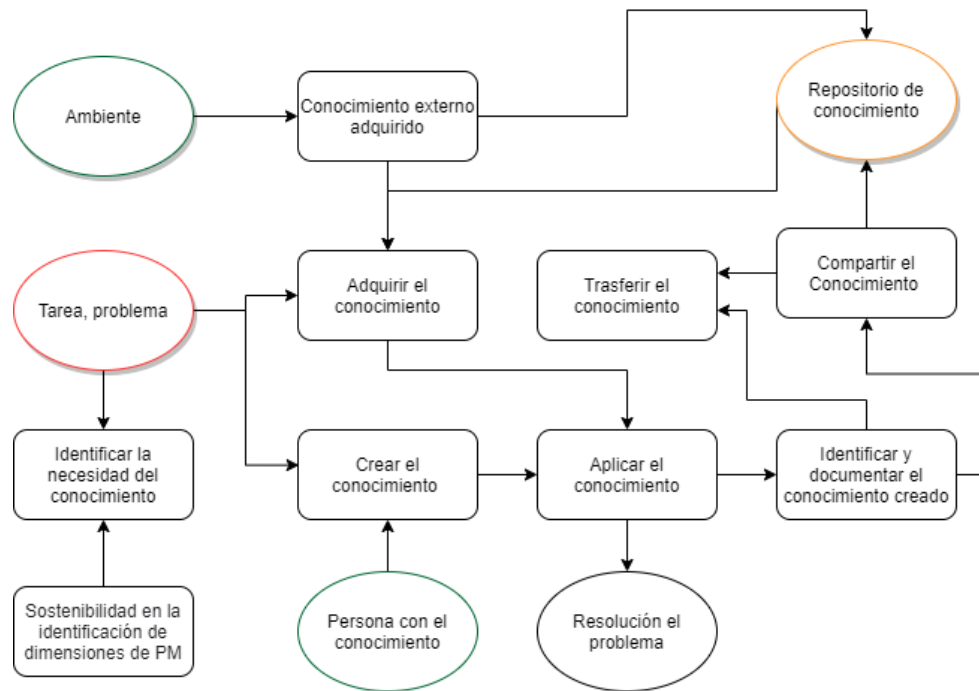 Ambiente
Conocimiento externo
adquirido
Repositorio de
conocimiento
Tarea, problema
Adquirir el
conocimiento
Trasferir el
conocimiento
Compartir el
Conocimiento
Identificar la
necesidad del
conocimiento
Crear el
conocimiento
Aplicar el
conocimiento
Identificar y
documentar el
conocimiento creado
Sostenibilidad en la
identificación de
dimensiones de PM
Persona con el
conocimiento
Resolución el
problema